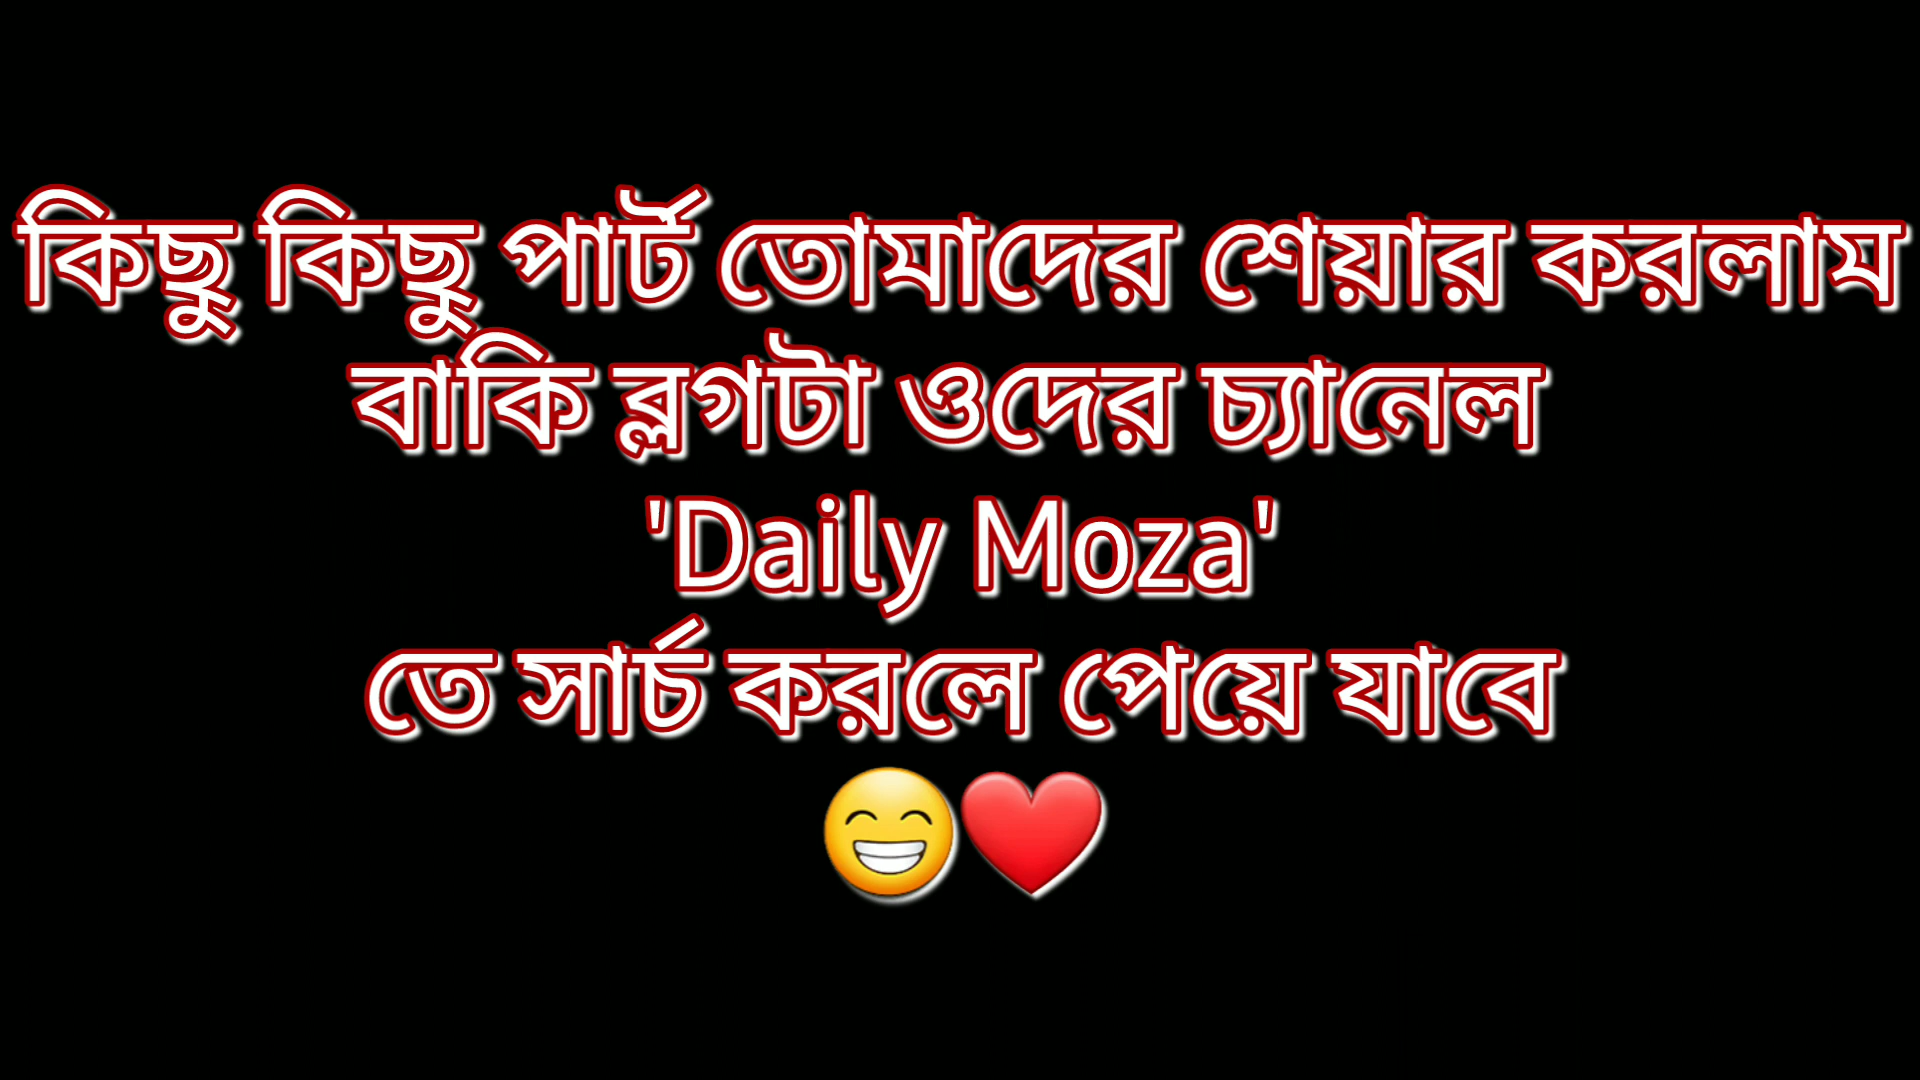 কিছু কিছু পার্ট তোমাদের শেয়ার করলাম
বাকি ব্লগটা ওদের চ্যানেল
'Daily Moza'
তে সার্চ করলে পেয়ে যাবে
😁❤️